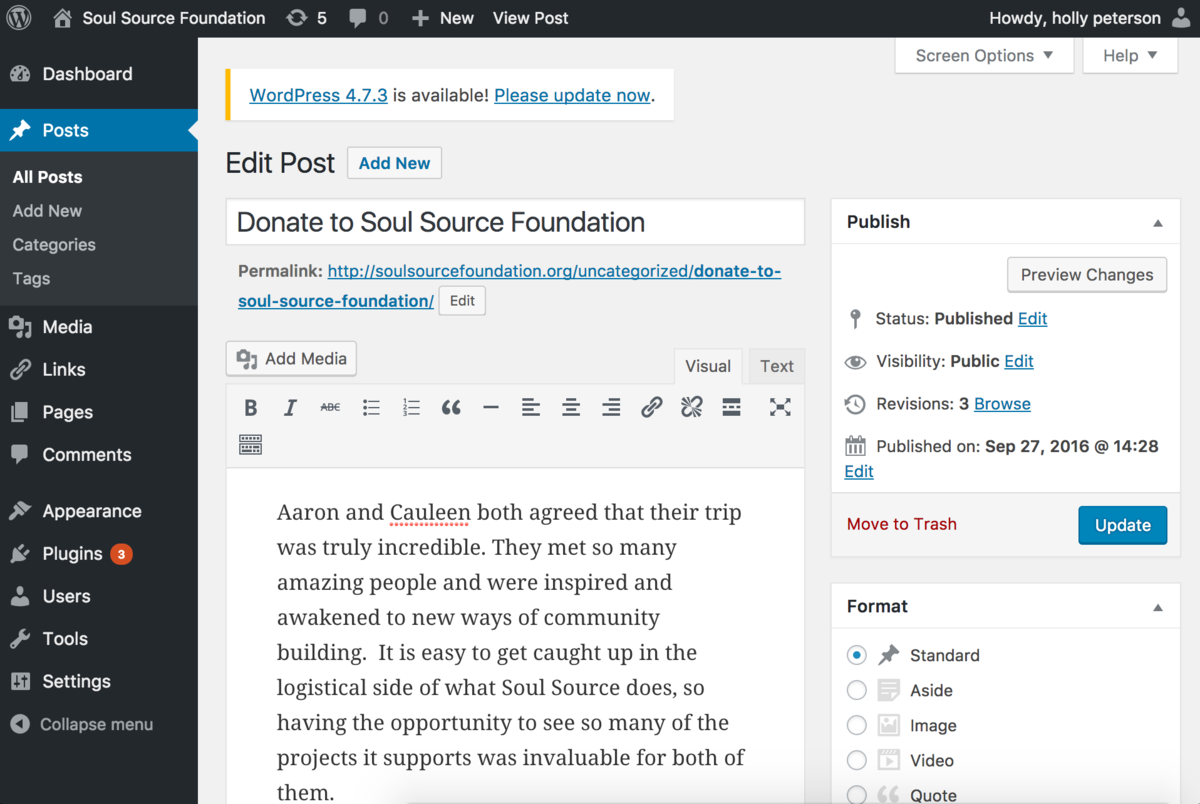 Soul Source Foundation 5 0 New View Post Howdy, holly peterson
Screen Options Help
Dashboard
Posts
All Posts
Add New
Categories
Tags
Media
Links
Pages
Comments
Appearance
Plugins 3
Users
Tools
Settings
Collapse menu
WordPress 4.7.3 is available! Please update now.
Edit Post Add New
Donate to Soul Source Foundation
Permalink: http://soulsourcefoundation.org/uncategorized/donate-to-
soul-source-foundation/ Edit
Add Media
Visual Text
B I ABC
Aaron and Cauleen both agreed that their trip
was truly incredible. They met so many
amazing people and were inspired and
awakened to new ways of community
building.  It is easy to get caught up in the
logistical side of what Soul Source does, so
having the opportunity to see so many of the
projects it supports was invaluable for both of
them.
Publish
Preview Changes
Status: Published Edit
Visibility: Public Edit
Revisions: 3 Browse
Published on: Sep 27, 2016 @ 14:28
Edit
Move to Trash Update
Format
Standard
Aside
Image
Video
Quote